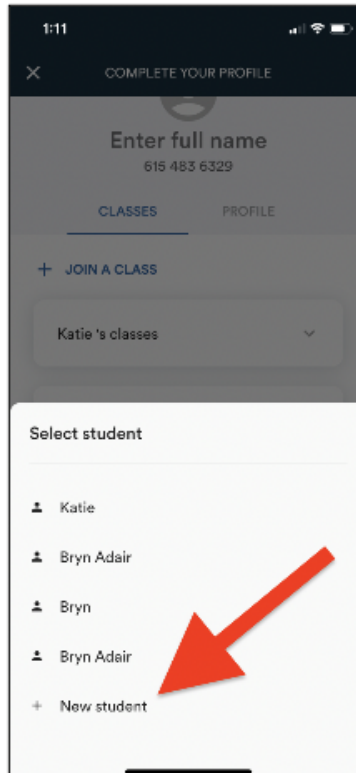 1:11
COMPLETE YOUR PROFILE
Enter full name
615 483 6329
CLASSES PROFILE
+ JOIN A CLASS
Katie 's classes
Select student
Katie
Bryn Adair
Bryn
Bryn Adair
+ New student